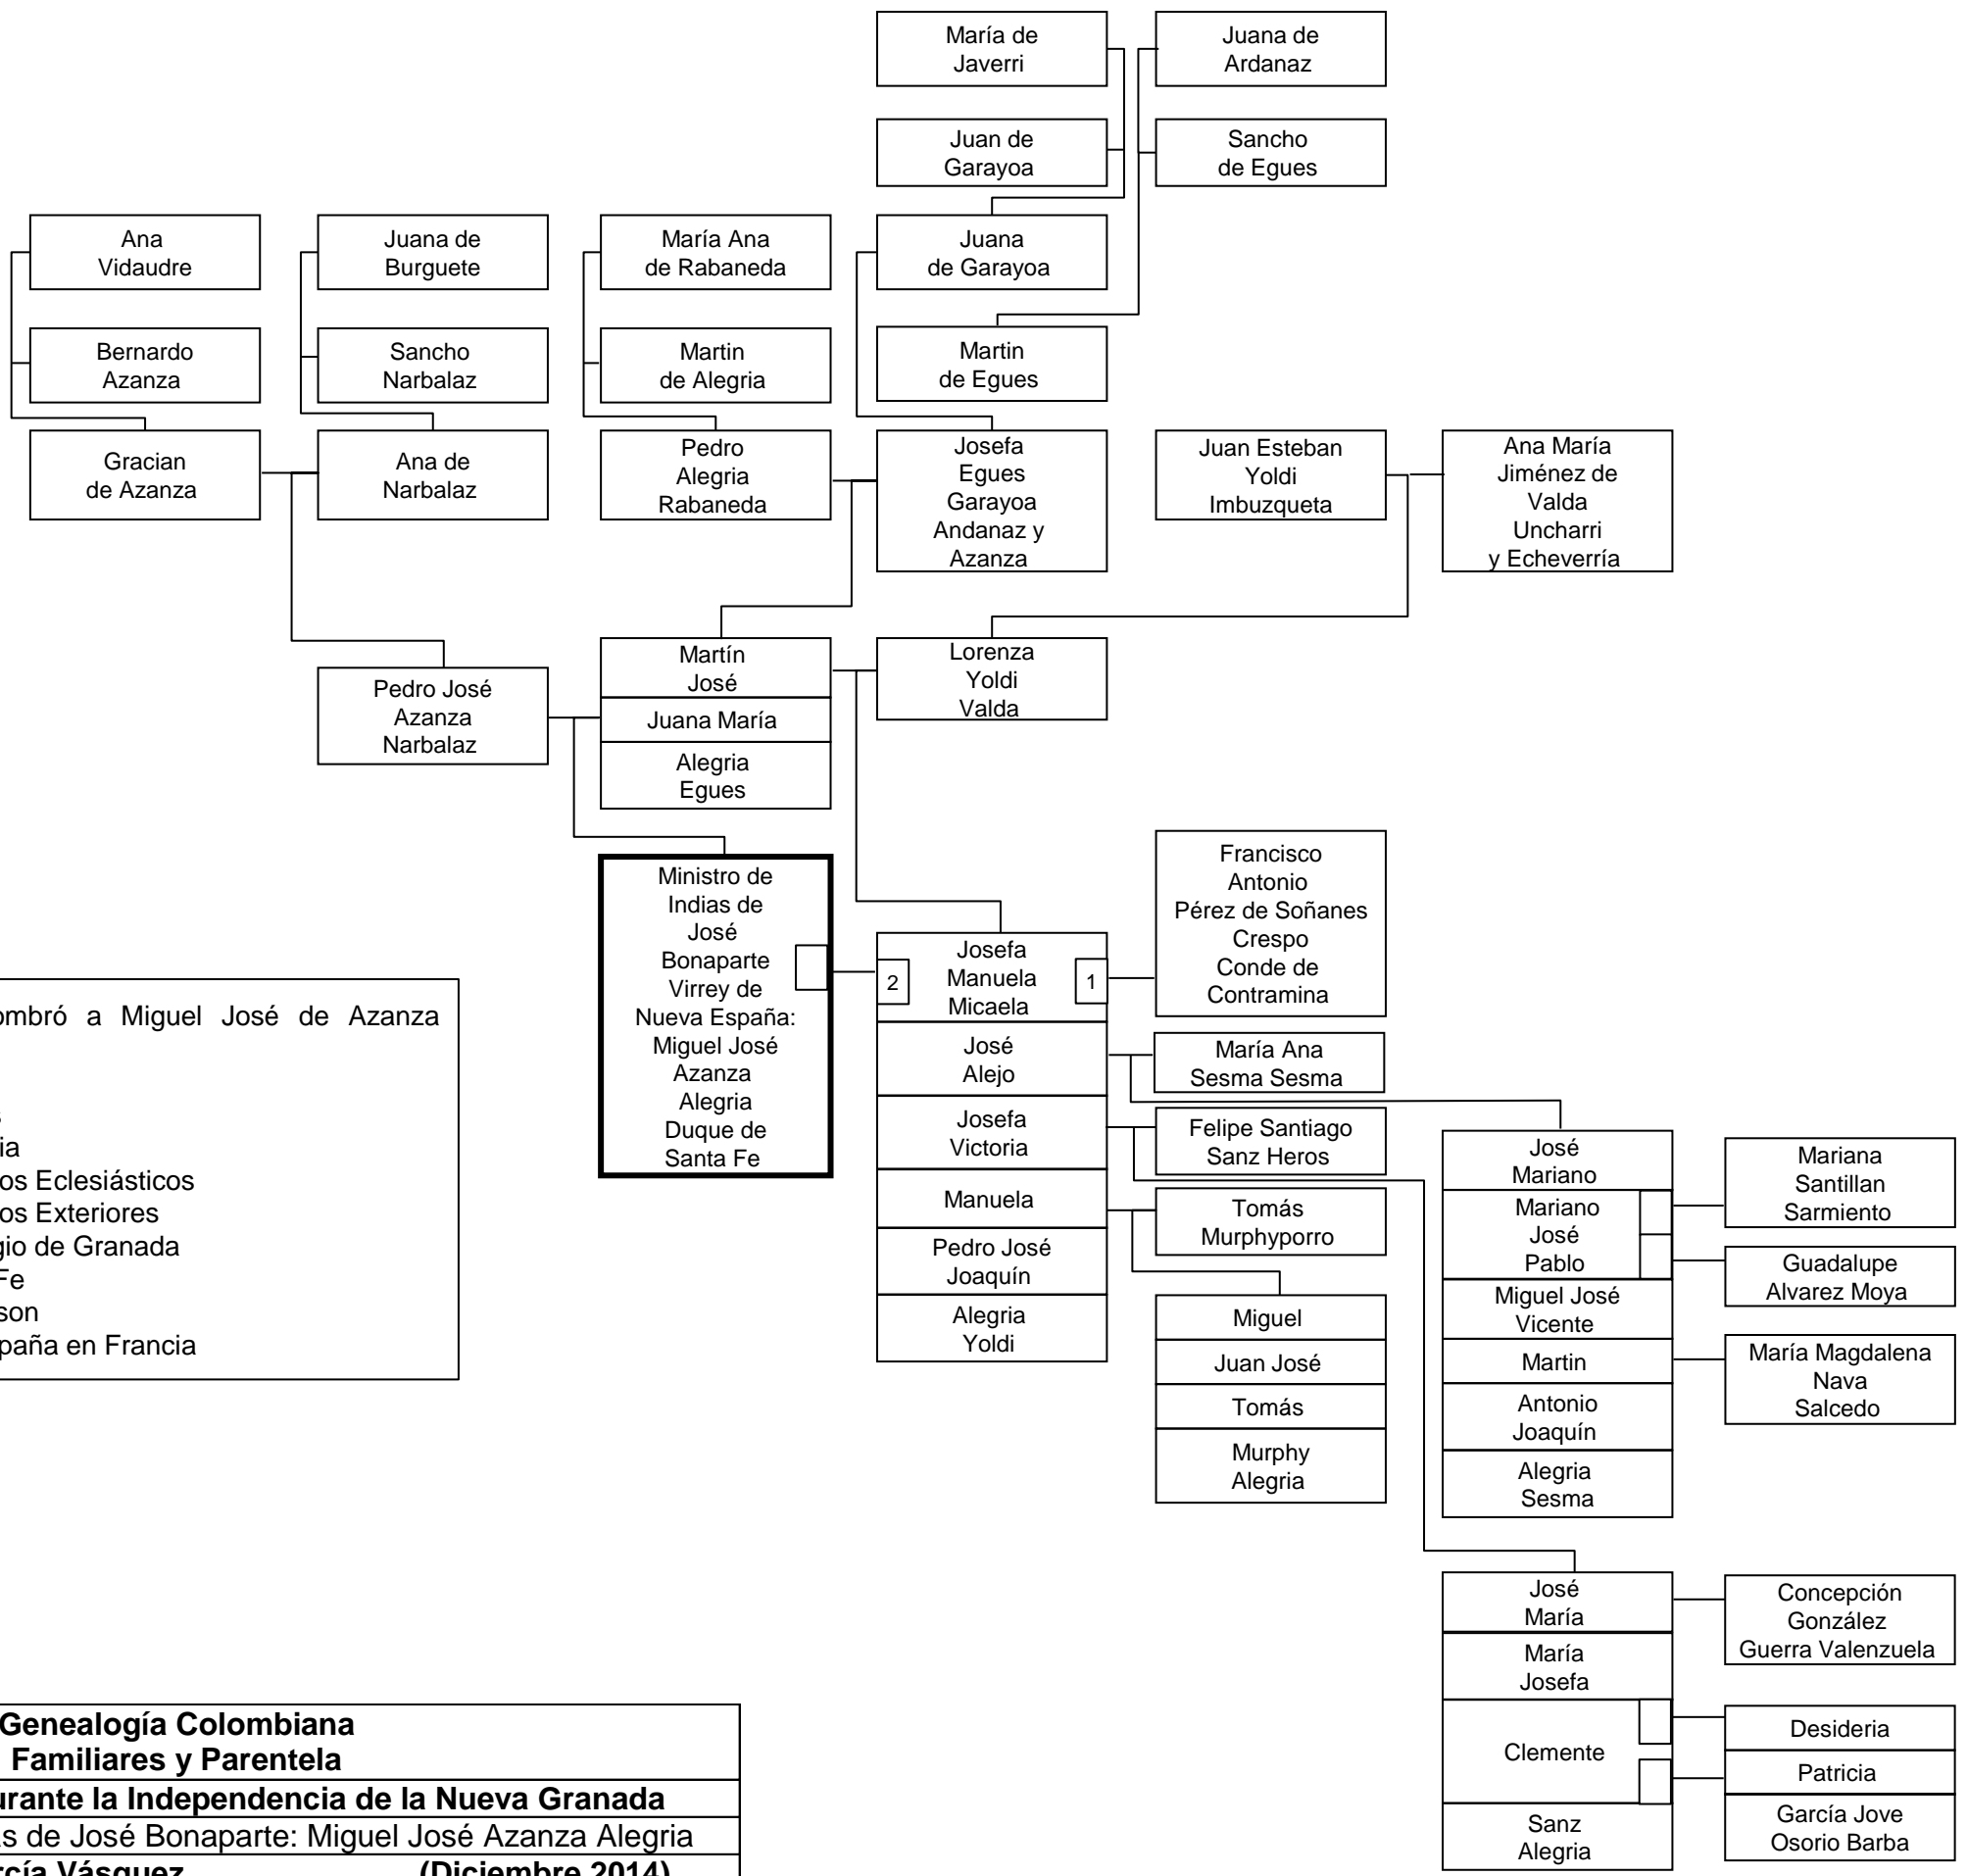 María de
Javerri
Juana de
Ardanaz
Juan de
Garayoa
Sancho
de Egues
Ana
Vidaudre
Juana de
Burguete
María Ana
de Rabaneda
Juana
de Garayoa
Bernardo
Azanza
Sancho
Narbalaz
Martin
de Alegria
Martin
de Egues
Gracian
de Azanza
Ana de
Narbalaz
Pedro
Alegria
Rabaneda
Josefa
Egues
Garayoa
Andanaz y
Azanza
Juan Esteban
Yoldi
Imbuzqueta
Ana María
Jiménez de
Valda
Uncharri
y Echeverría
Pedro José
Azanza
Narbalaz
Martín
José
Juana María
Alegria
Egues
Lorenza
Yoldi
Valda
Ministro de
Indias de
José
Bonaparte
Virrey de
Nueva España:
Miguel José
Azanza
Alegria
Duque de
Santa Fe
2
Josefa
Manuela
Micaela
1
José
Alejo
Josefa
Victoria
Manuela
Pedro José
Joaquín
Alegria
Yoldi
Francisco
Antonio
Pérez de Soñanes
Crespo
Conde de
Contramina
María Ana
Sesma Sesma
Felipe Santiago
Sanz Heros
Tomás
Murphyporro
Miguel
Juan José
Tomás
Murphy
Alegria
José
Mariano
Mariano
José
Pablo
Miguel José
Vicente
Martin
Antonio
Joaquín
Alegria
Sesma
Mariana
Santillan
Sarmiento
Guadalupe
Alvarez Moya
María Magdalena
Nava
Salcedo
José
María
María
Josefa
Clemente
Sanz
Alegria
Concepción
González
Guerra Valenzuela
Desideria
Patricia
García Jove
Osorio Barba
ombró a Miguel José de Azanza
s
ia
os Eclesiásticos
os Exteriores
gio de Granada
Fe
son
paña en Francia
Genealogía Colombiana
Familiares y Parentela
urante la Independencia de la Nueva Granada
as de José Bonaparte: Miguel José Azanza Alegria
rcía Vásquez (Diciembre 2014)